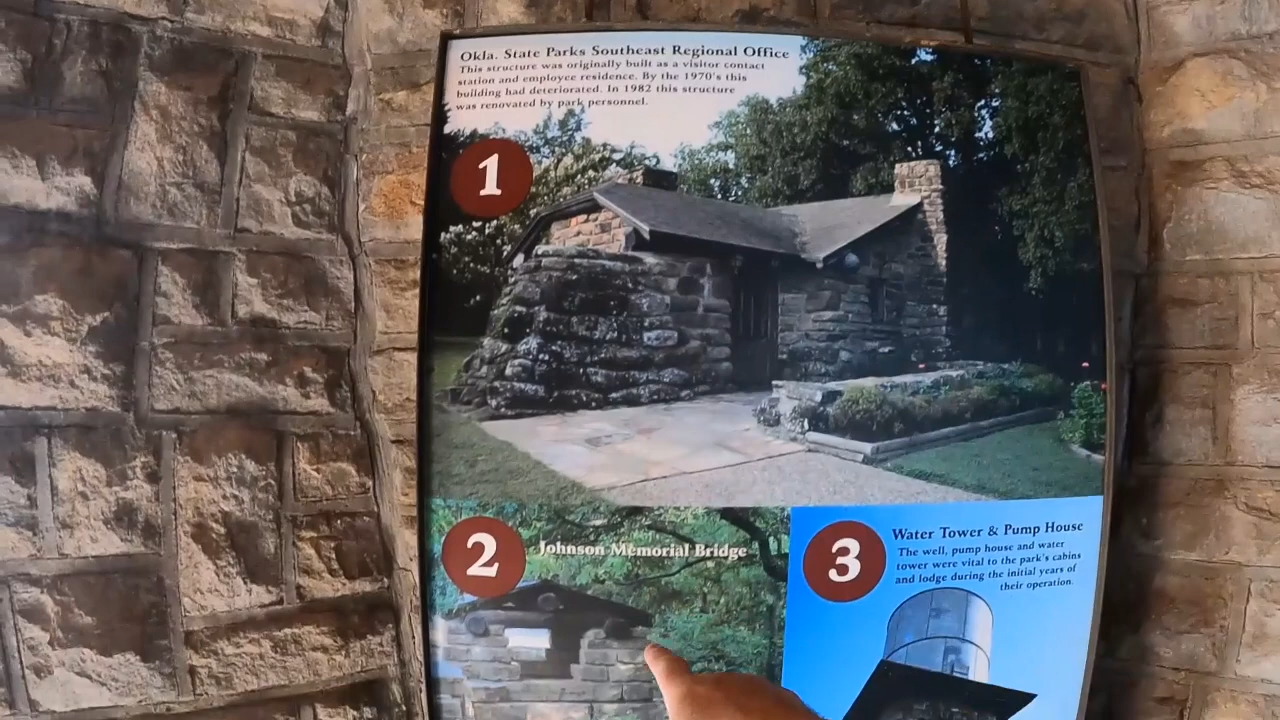 Okla. State Parks Southeast Regional Office
This structure was originally built as a visitor contact
station and employee residence. By the 1970's this
building had deteriorated. In 1982 this structure
was renovated by park personnel.
1
2
Johnson Memorial Bridge
3
Water Tower & Pump House
The well, pump house and water
tower were vital to the park's cabins
and lodge during the initial years of
their operation.